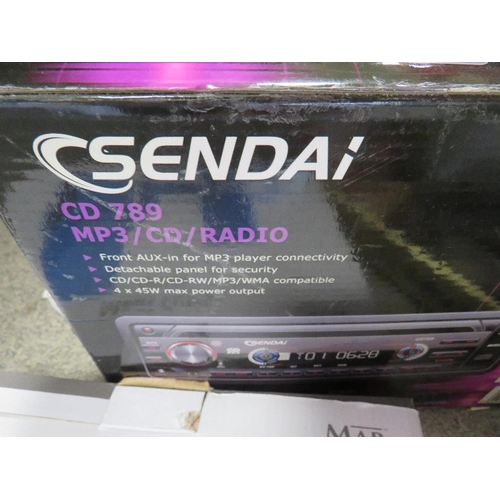 SENDAI
CD 789
MP3/CD/RADIO
Front AUX-in for MP3 player connectivity
Detachable panel for security
CD/CD-R/CD-RW/MP3/WMA compatible
4 x 45W max power output
SENDAI
T01 0628
MAR